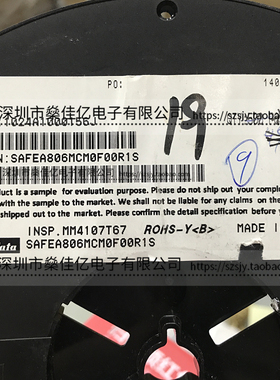 PO:
140
深圳市燊佳亿电子有限公司
19
https://szsjy.tao
N:SAFEA806MCM0F00R1S
9
duct is a sample for evaluation purpose. Please do not ship out your comple
with the sample to the market. We shall not be liable for any claims on the
shipped out to the market. Please confirm the detail specification before y
INSP.MM4107T67 ROHS-Y<B> MADE I
SAFEA806MCM0F00R1S
深圳市燊佳亿电子有限公司
https://szsjy.tao